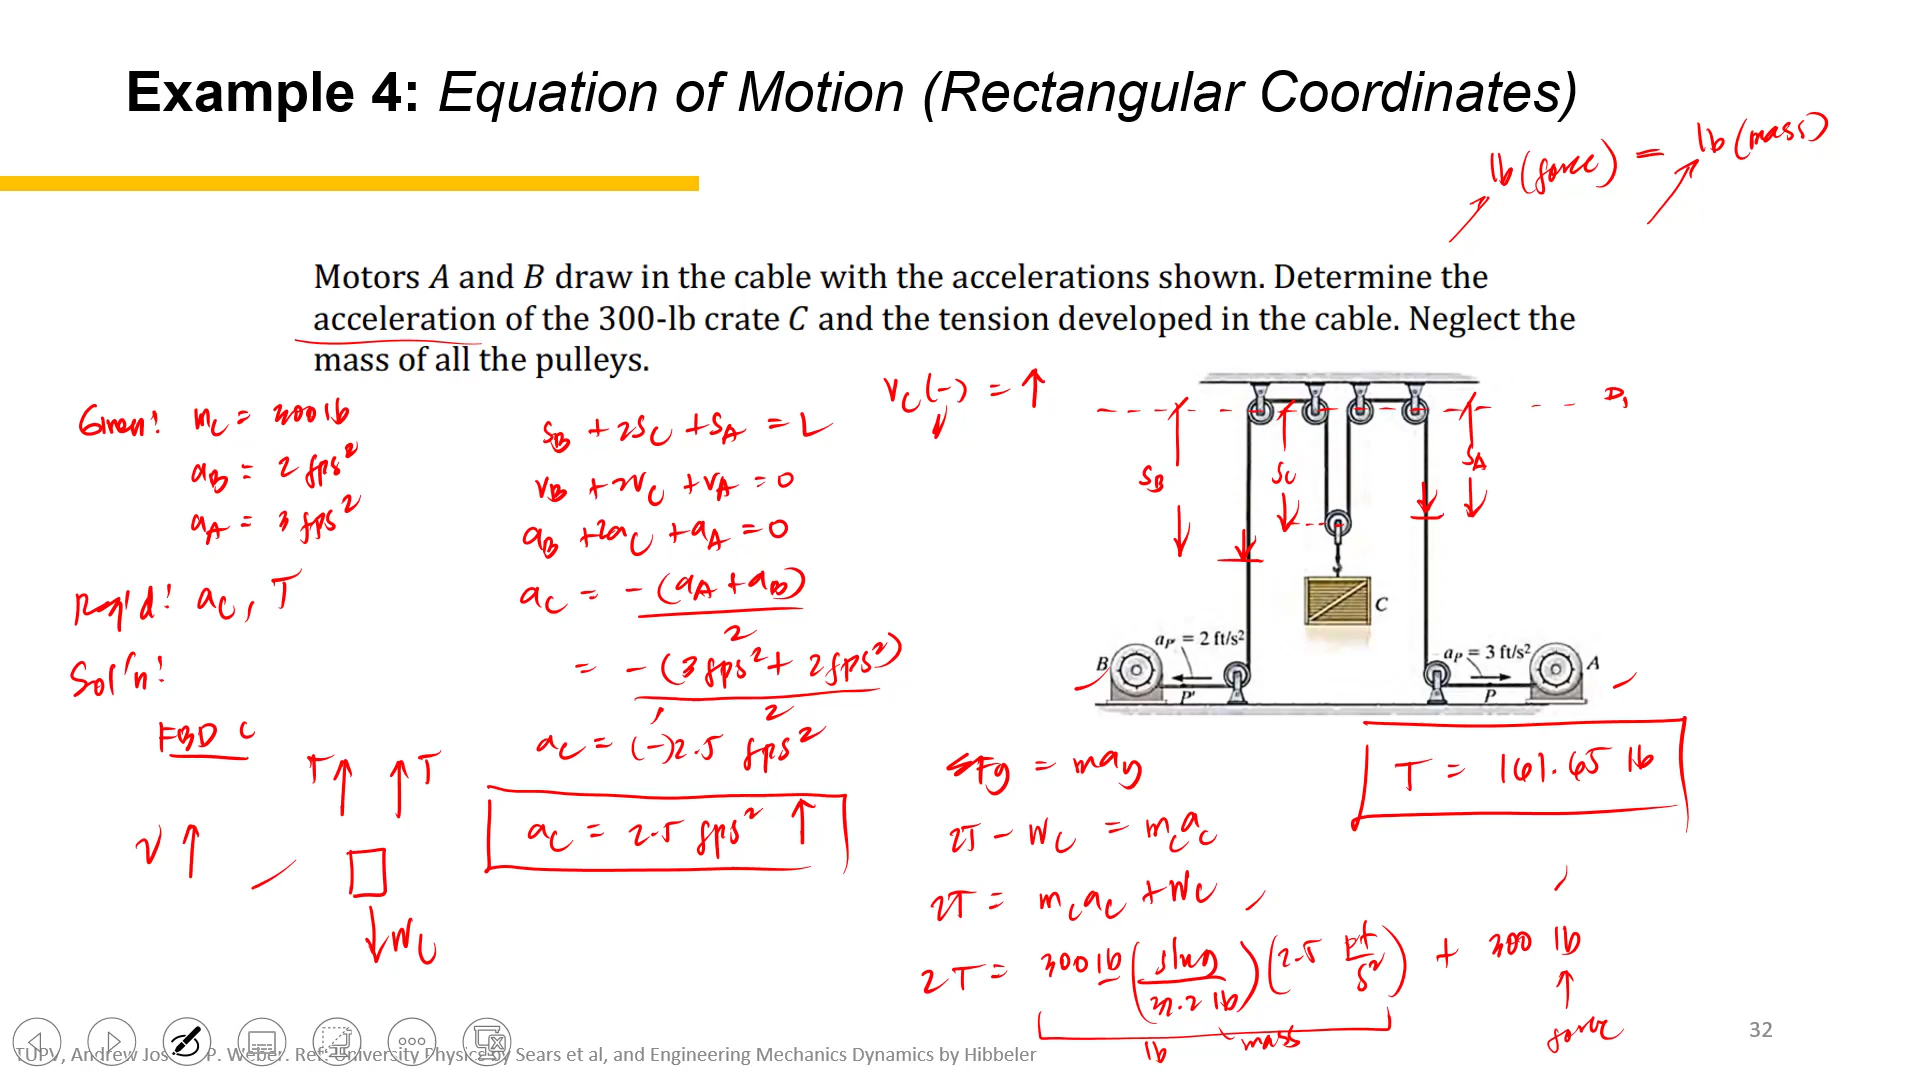 Example 4: Equation of Motion (Rectangular Coordinates)
lb (force) = lb (mass)
Motors A and B draw in the cable with the accelerations shown. Determine the
acceleration of the 300-lb crate C and the tension developed in the cable. Neglect the
mass of all the pulleys.
Given: mC = 300 lb
aB = 2 fps²
aA = 3 fps²
Req'd: aC, T
Sol'n:
FBD C
T ↑ ↑ T
V ↑
↓ WC
SB + 2SC + SA = L
VB + 2VC + VA = 0
aB + 2aC + aA = 0
aC = -(aA + aB)
2
= -(3 fps² + 2 fps²)
2
aC = (-) 2.5 fps²
aC = 2.5 fps² ↑
VC (-) = ↑
D1
SB
SC
SA
C
aP' = 2 ft/s²
aP = 3 ft/s²
B
A
P'
P
ΣFy = may
2T - WC = mC aC
2T = mC aC + WC
2T = 300 lb (slug/32.2 lb) (2.5 ft/s²) + 300 lb
lb
mass
force
T = 161.65 lb
32
TUPV, Andrew Jos P. Weber. Ref: University Physics by Sears et al, and Engineering Mechanics Dynamics by Hibbeler